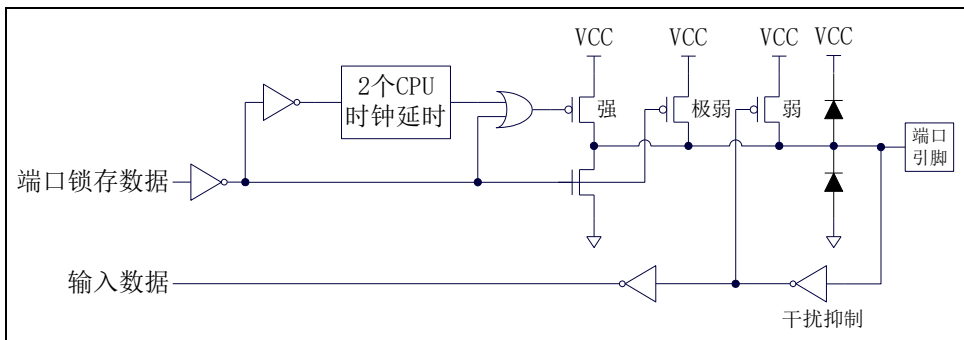 VCC
VCC
VCC
VCC
2个CPU
时钟延时
强
极弱
弱
端口
引脚
端口锁存数据
输入数据
干扰抑制